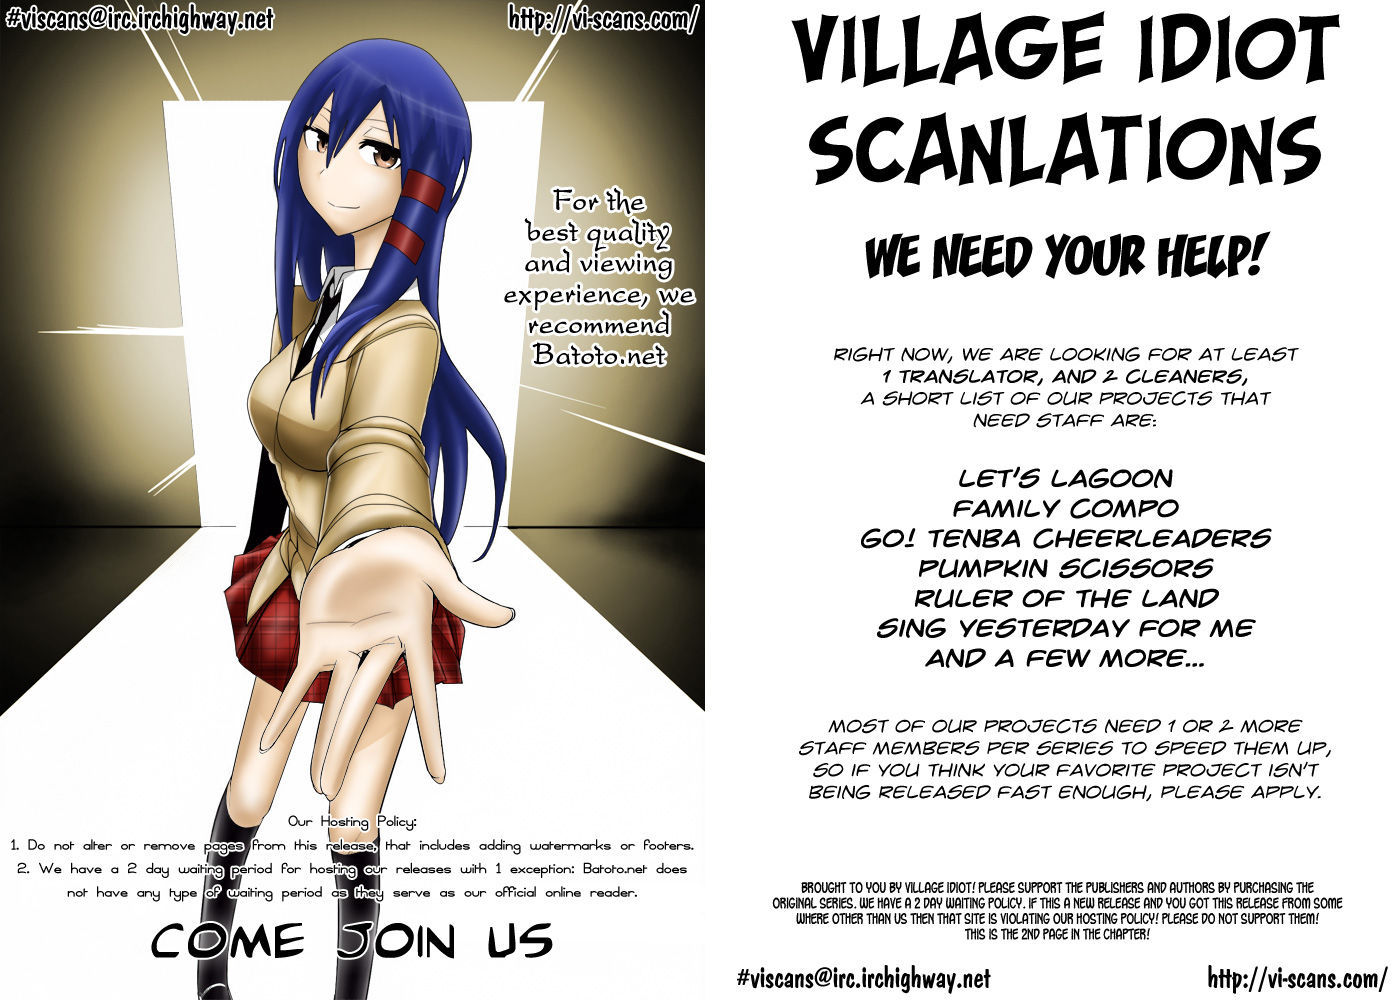 #viscans@irc.irchighway.net
http://vi-scans.com/
For the
best quality
and viewing
experience, we
recommend
Batoto.net
Our Hosting Policy:
1. Do not alter or remove pages from this release, that includes adding watermarks or footers.
2. We have a 2 day waiting period for hosting our releases with 1 exception: Batoto.net does
not have any type of waiting period as they serve as our official online reader.
COME JOIN US
VILLAGE IDIOT
SCANLATIONS
WE NEED YOUR HELP!
RIGHT NOW, WE ARE LOOKING FOR AT LEAST
1 TRANSLATOR, AND 2 CLEANERS,
A SHORT LIST OF OUR PROJECTS THAT
NEED STAFF ARE:
LET'S LAGOON
FAMILY COMPO
GO! TENBA CHEERLEADERS
PUMPKIN SCISSORS
RULER OF THE LAND
SING YESTERDAY FOR ME
AND A FEW MORE...
MOST OF OUR PROJECTS NEED 1 OR 2 MORE
STAFF MEMBERS PER SERIES TO SPEED THEM UP,
SO IF YOU THINK YOUR FAVORITE PROJECT ISN'T
BEING RELEASED FAST ENOUGH, PLEASE APPLY.
BROUGHT TO YOU BY VILLAGE IDIOT! PLEASE SUPPORT THE PUBLISHERS AND AUTHORS BY PURCHASING THE
ORIGINAL SERIES. WE HAVE A 2 DAY WAITING POLICY. IF THIS A NEW RELEASE AND YOU GOT THIS RELEASE FROM SOME
WHERE OTHER THAN US THEN THAT SITE IS VIOLATING OUR HOSTING POLICY! PLEASE DO NOT SUPPORT THEM!
THIS IS THE 2ND PAGE IN THE CHAPTER!
#viscans@irc.irchighway.net
http://vi-scans.com/